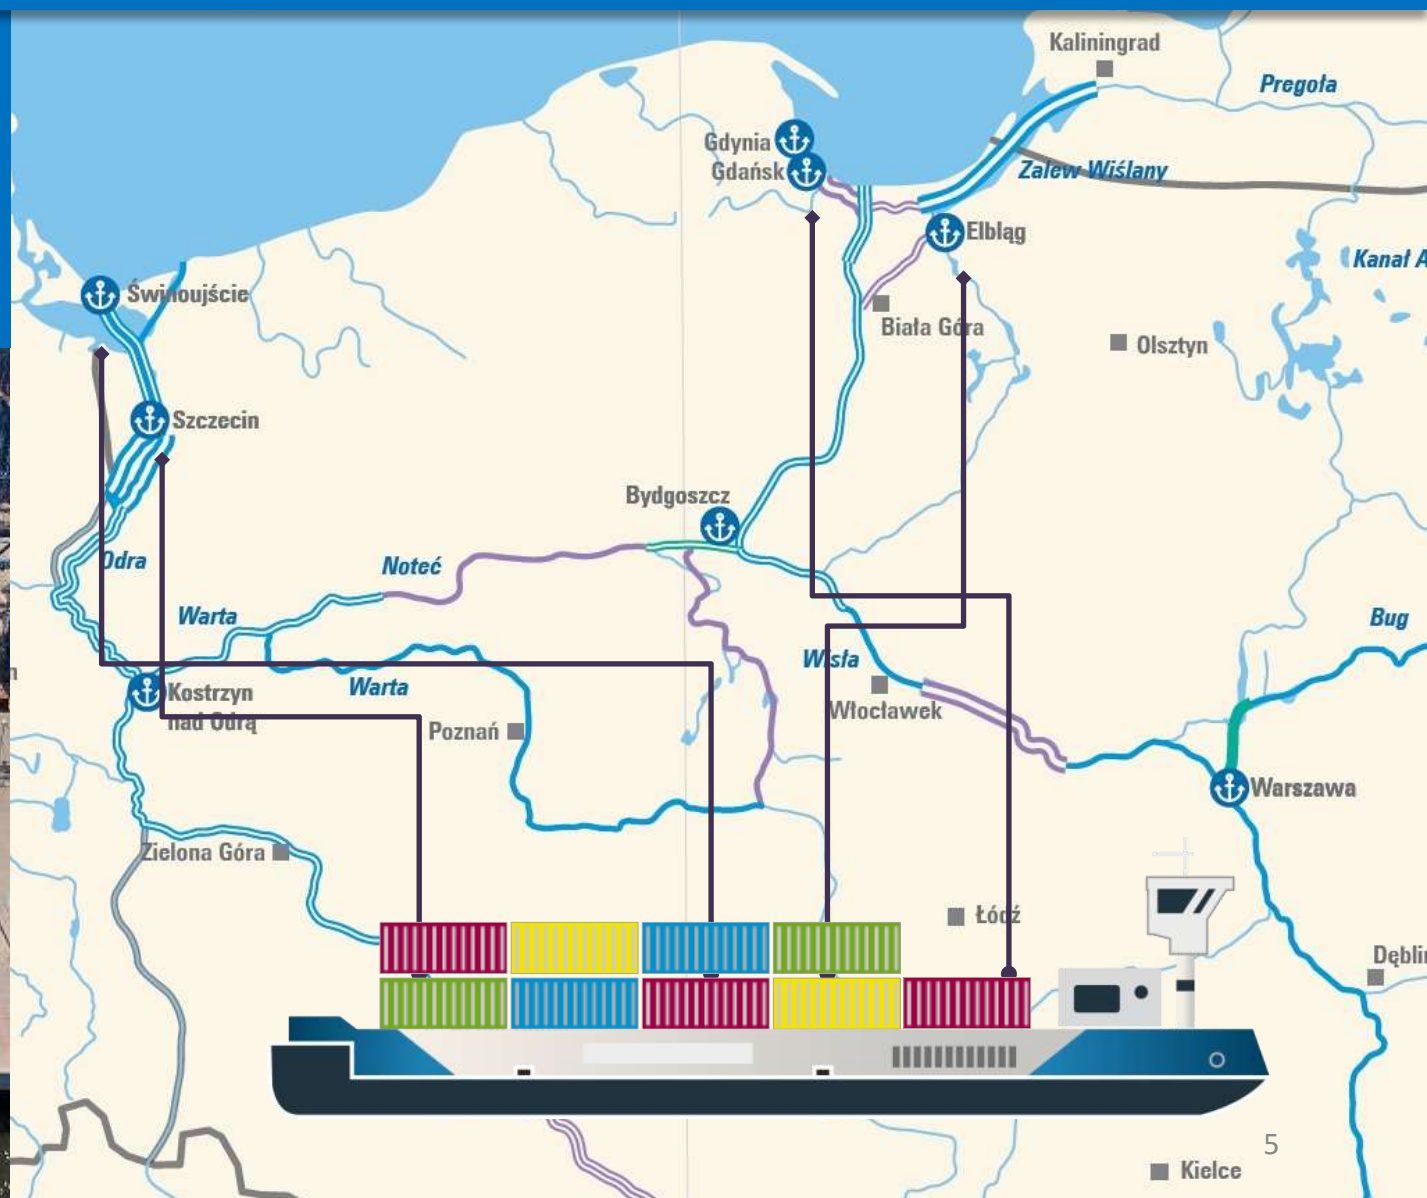 Kaliningrad
Pregoła
Gdynia
Gdańsk
Zalew Wiślany
Elbląg
Kanał A
Świnoujście
Biała Góra
Olsztyn
Szczecin
Bydgoszcz
Odra
Noteć
Warta
Bug
Wisła
Warta
Kostrzyn
nad Odrą
Włocławek
Poznań
Warszawa
Zielona Góra
Łódź
Dęblin
5
Kielce